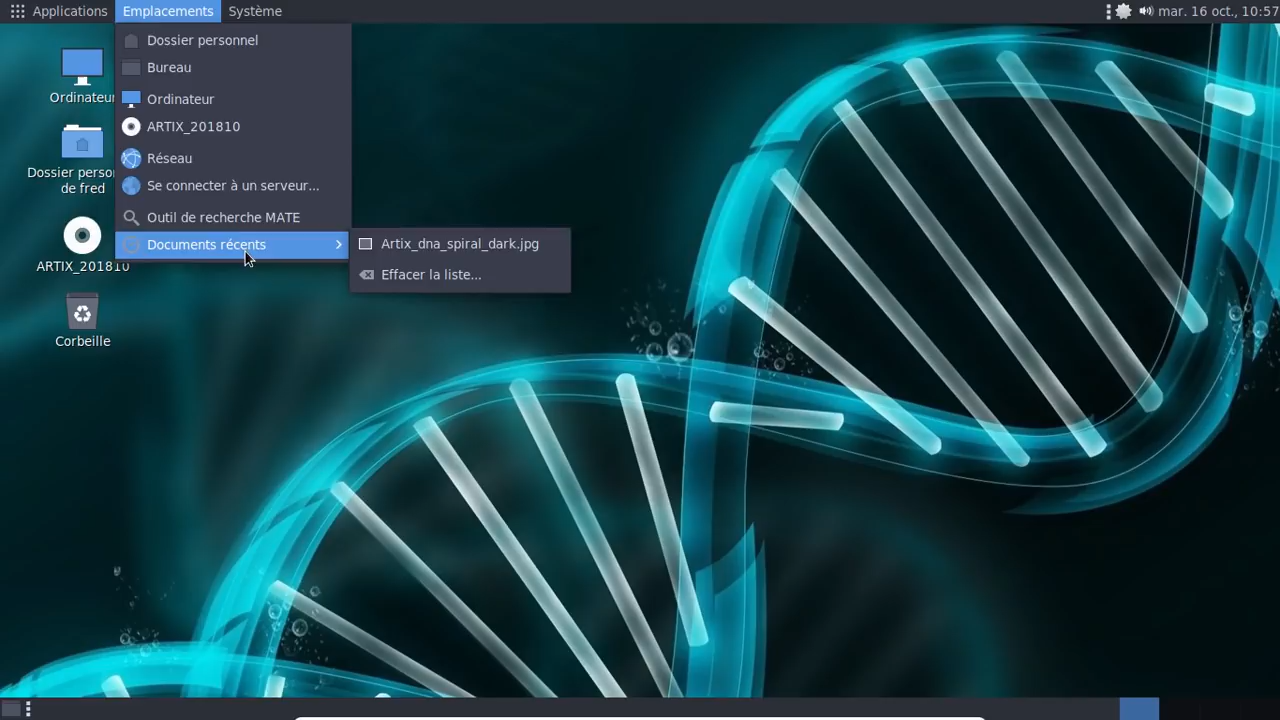 Applications Emplacements Système
mar. 16 oct., 10:57
Dossier personnel
Bureau
Ordinateur
ARTIX_201810
Réseau
Se connecter à un serveur...
Outil de recherche MATE
Documents récents
Artix_dna_spiral_dark.jpg
Effacer la liste...
Ordinateur
Dossier perso
de fred
ARTIX_201810
Corbeille